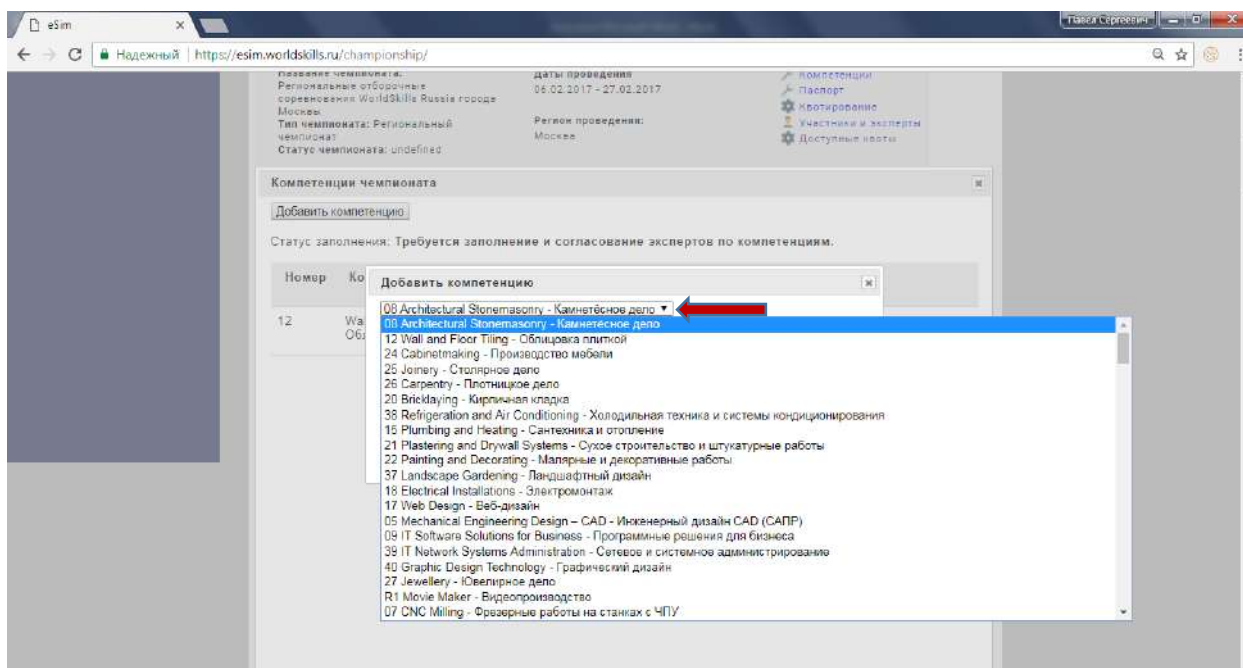 eSim
Павел Сергеевич
Надежный https://esim.worldskills.ru/championship/
Название чемпионата:
Региональные отборочные
соревнования WorldSkills Russia города
Москвы
Тип чемпионата: Региональный
чемпионат
Статус чемпионата: undefined
Даты проведения
06.02.2017 - 27.02.2017
Регион проведения:
Москва
Компетенции
Паспорт
Квотирование
Участники и эксперты
Доступные квоты
Компетенции чемпионата
Добавить компетенцию
Статус заполнения: Требуется заполнение и согласование экспертов по компетенциям.
Номер Ко
12 Wa
Об
Добавить компетенцию
08 Architectural Stonemasonry - Камнетёсное дело
08 Architectural Stonemasonry - Камнетёсное дело
12 Wall and Floor Tiling - Облицовка плиткой
24 Cabinetmaking - Производство мебели
25 Joinery - Столярное дело
26 Carpentry - Плотницкое дело
20 Bricklaying - Кирпичная кладка
38 Refrigeration and Air Conditioning - Холодильная техника и системы кондиционирования
15 Plumbing and Heating - Сантехника и отопление
21 Plastering and Drywall Systems - Сухое строительство и штукатурные работы
22 Painting and Decorating - Малярные и декоративные работы
37 Landscape Gardening - Ландшафтный дизайн
18 Electrical Installations - Электромонтаж
17 Web Design - Веб-дизайн
05 Mechanical Engineering Design – CAD - Инженерный дизайн CAD (САПР)
09 IT Software Solutions for Business - Программные решения для бизнеса
39 IT Network Systems Administration - Сетевое и системное администрирование
40 Graphic Design Technology - Графический дизайн
27 Jewellery - Ювелирное дело
R1 Movie Maker - Видеопроизводство
07 CNC Milling - Фрезерные работы на станках с ЧПУ